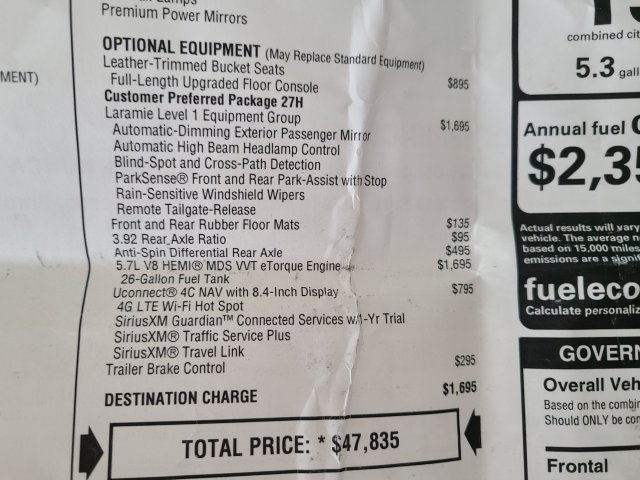 Lamps
Premium Power Mirrors
OPTIONAL EQUIPMENT (May Replace Standard Equipment)
Leather-Trimmed Bucket Seats
Full-Length Upgraded Floor Console $895
Customer Preferred Package 27H
Laramie Level 1 Equipment Group $1,695
Automatic-Dimming Exterior Passenger Mirror
Automatic High Beam Headlamp Control
Blind-Spot and Cross-Path Detection
ParkSense® Front and Rear Park-Assist with Stop
Rain-Sensitive Windshield Wipers
Remote Tailgate-Release
Front and Rear Rubber Floor Mats $135
3.92 Rear Axle Ratio $95
Anti-Spin Differential Rear Axle $495
5.7L V8 HEMI® MDS VVT eTorque Engine $1,695
26-Gallon Fuel Tank
Uconnect® 4C NAV with 8.4-Inch Display $795
4G LTE Wi-Fi Hot Spot
SiriusXM Guardian™ Connected Services w/1-Yr Trial
SiriusXM® Traffic Service Plus
SiriusXM® Travel Link
Trailer Brake Control $295
DESTINATION CHARGE $1,695
TOTAL PRICE: * $47,835
MENT)
combined cit
5.3 gall
Annual fuel
$2,35
Actual results will vary
vehicle. The average n
based on 15,000 miles
emissions are a signif
fueleco
Calculate personaliz
GOVERN
Overall Veh
Based on the combin
Should ONLY be con
Frontal